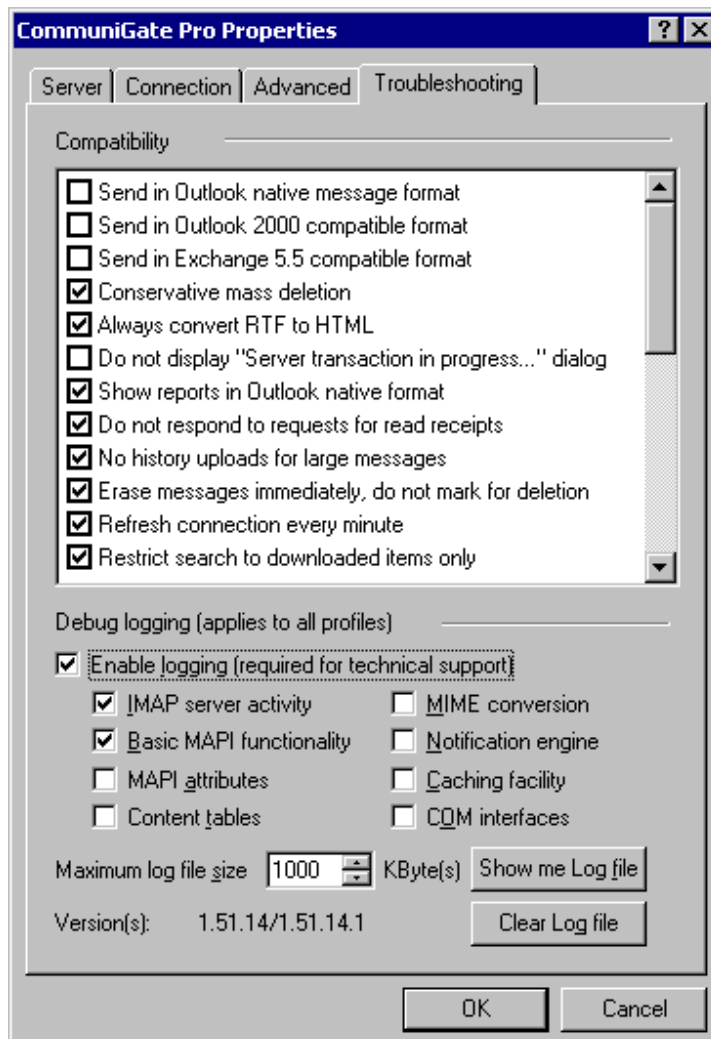 CommuniGate Pro Properties
Server Connection Advanced Troubleshooting
Compatibility
Send in Outlook native message format
Send in Outlook 2000 compatible format
Send in Exchange 5.5 compatible format
Conservative mass deletion
Always convert RTF to HTML
Do not display "Server transaction in progress..." dialog
Show reports in Outlook native format
Do not respond to requests for read receipts
No history uploads for large messages
Erase messages immediately, do not mark for deletion
Refresh connection every minute
Restrict search to downloaded items only
Debug logging (applies to all profiles)
Enable logging (required for technical support)
IMAP server activity MIME conversion
Basic MAPI functionality Notification engine
MAPI attributes Caching facility
Content tables COM interfaces
Maximum log file size 1000 KByte(s) Show me Log file
Version(s): 1.51.14/1.51.14.1 Clear Log file
OK Cancel